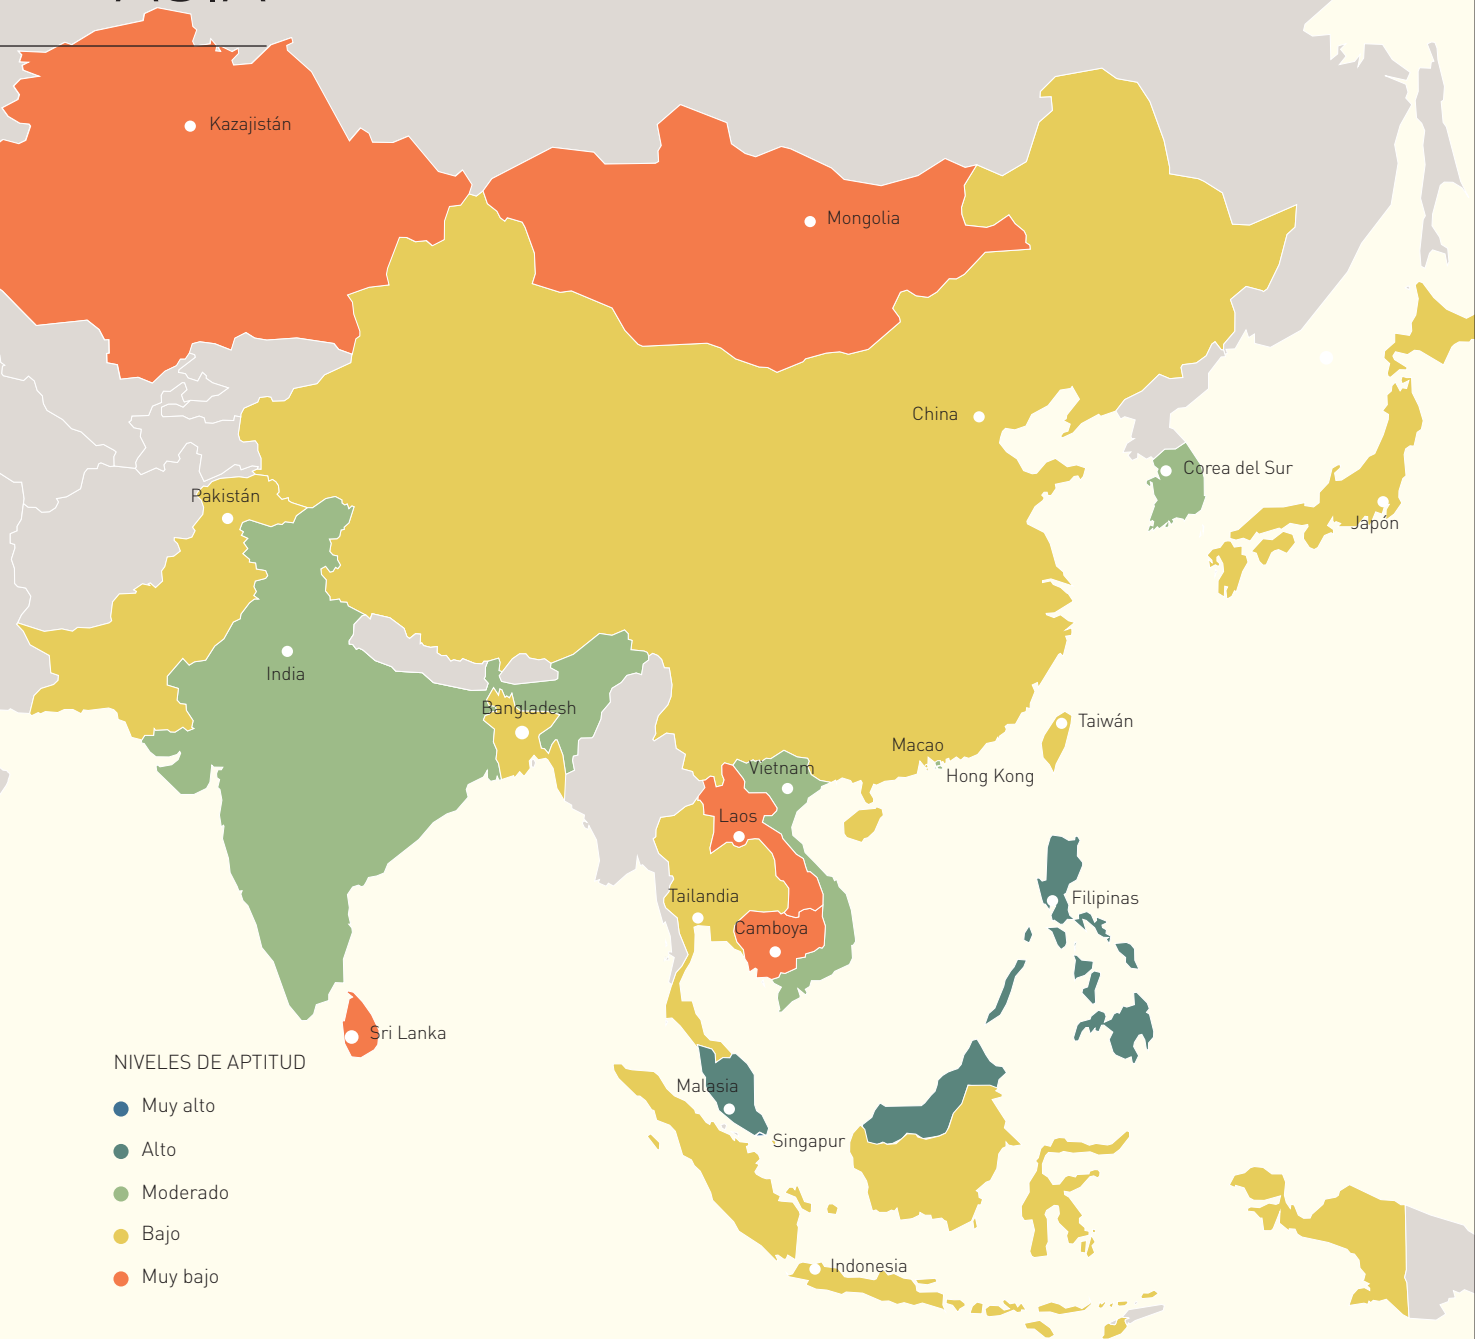 Kazajistán
Mongolia
China
Corea del Sur
Pakistán
Japón
India
Bangladesh
Taiwán
Macao
Vietnam
Hong Kong
Laos
Tailandia
Filipinas
Camboya
Sri Lanka
NIVELES DE APTITUD
Malasia
Muy alto
Singapur
Alto
Moderado
Bajo
Indonesia
Muy bajo